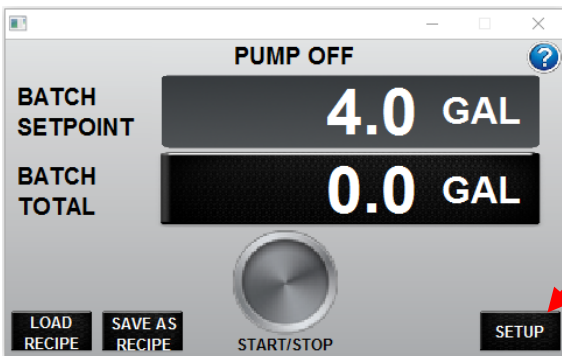 PUMP OFF
?
BATCH
SETPOINT
4.0 GAL
BATCH
TOTAL
0.0 GAL
LOAD
RECIPE
SAVE AS
RECIPE
START/STOP
SETUP